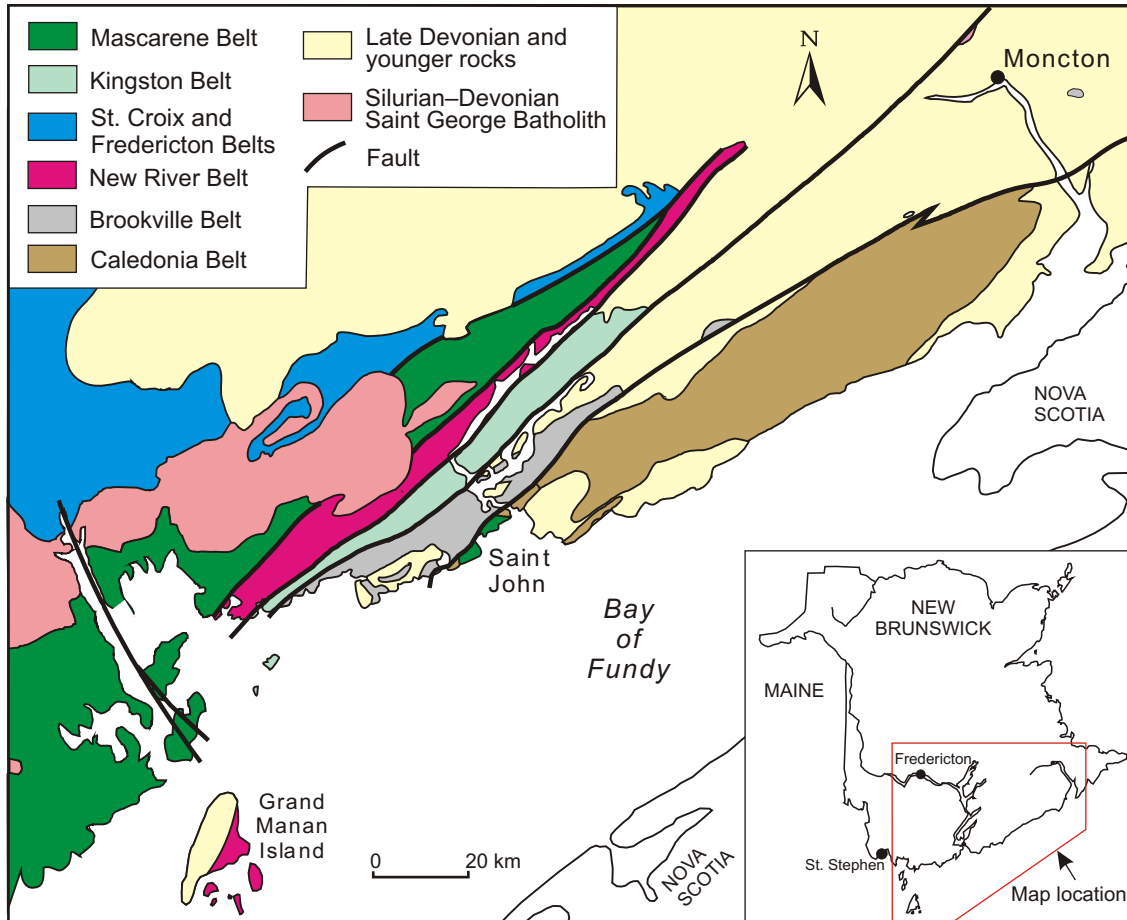 Mascarene Belt
Kingston Belt
St. Croix and
Fredericton Belts
New River Belt
Brookville Belt
Caledonia Belt
Late Devonian and
younger rocks
Silurian–Devonian
Saint George Batholith
Fault
N
Moncton
NOVA
SCOTIA
Saint
John
Bay
of
Fundy
Grand
Manan
Island
0 20 km
NOVA
SCOTIA
NEW
BRUNSWICK
MAINE
Fredericton
St. Stephen
Map location